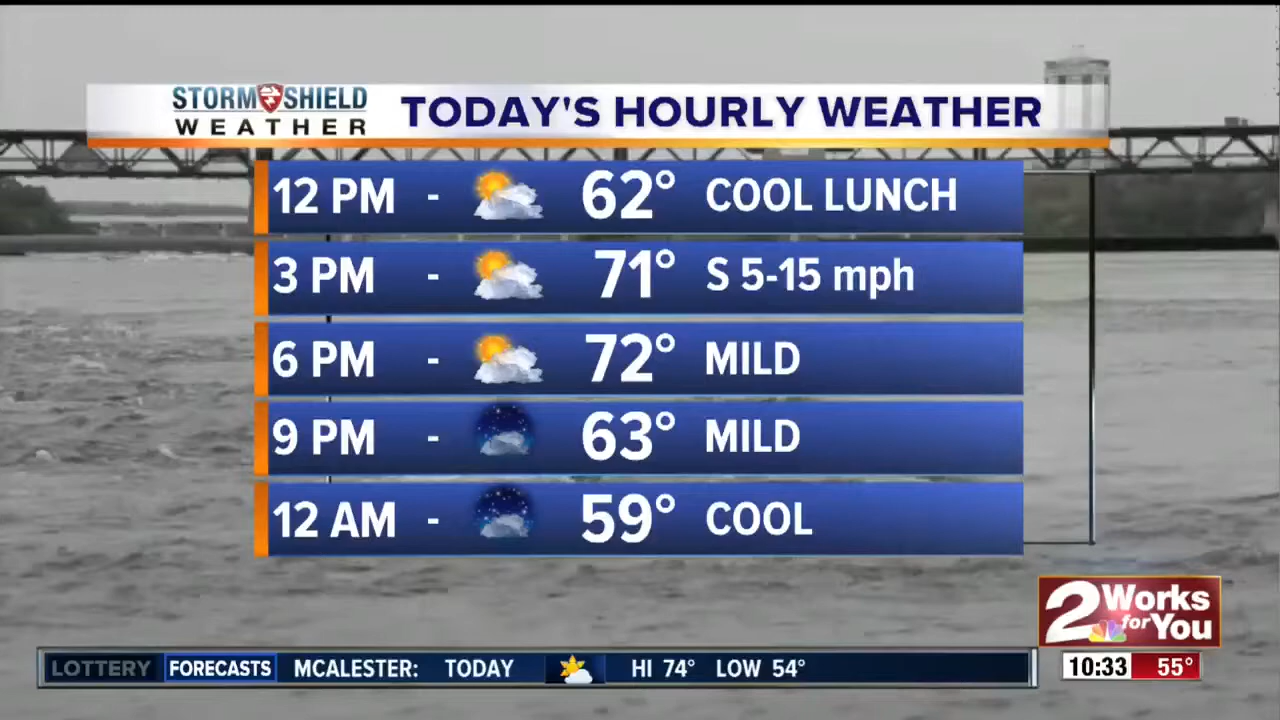 STORM SHIELD
WEATHER
TODAY'S HOURLY WEATHER
12 PM - 62° COOL LUNCH
3 PM - 71° S 5-15 mph
6 PM - 72° MILD
9 PM - 63° MILD
12 AM - 59° COOL
2 Works for You
LOTTERY FORECASTS MCALESTER: TODAY HI 74° LOW 54°
10:33 55°